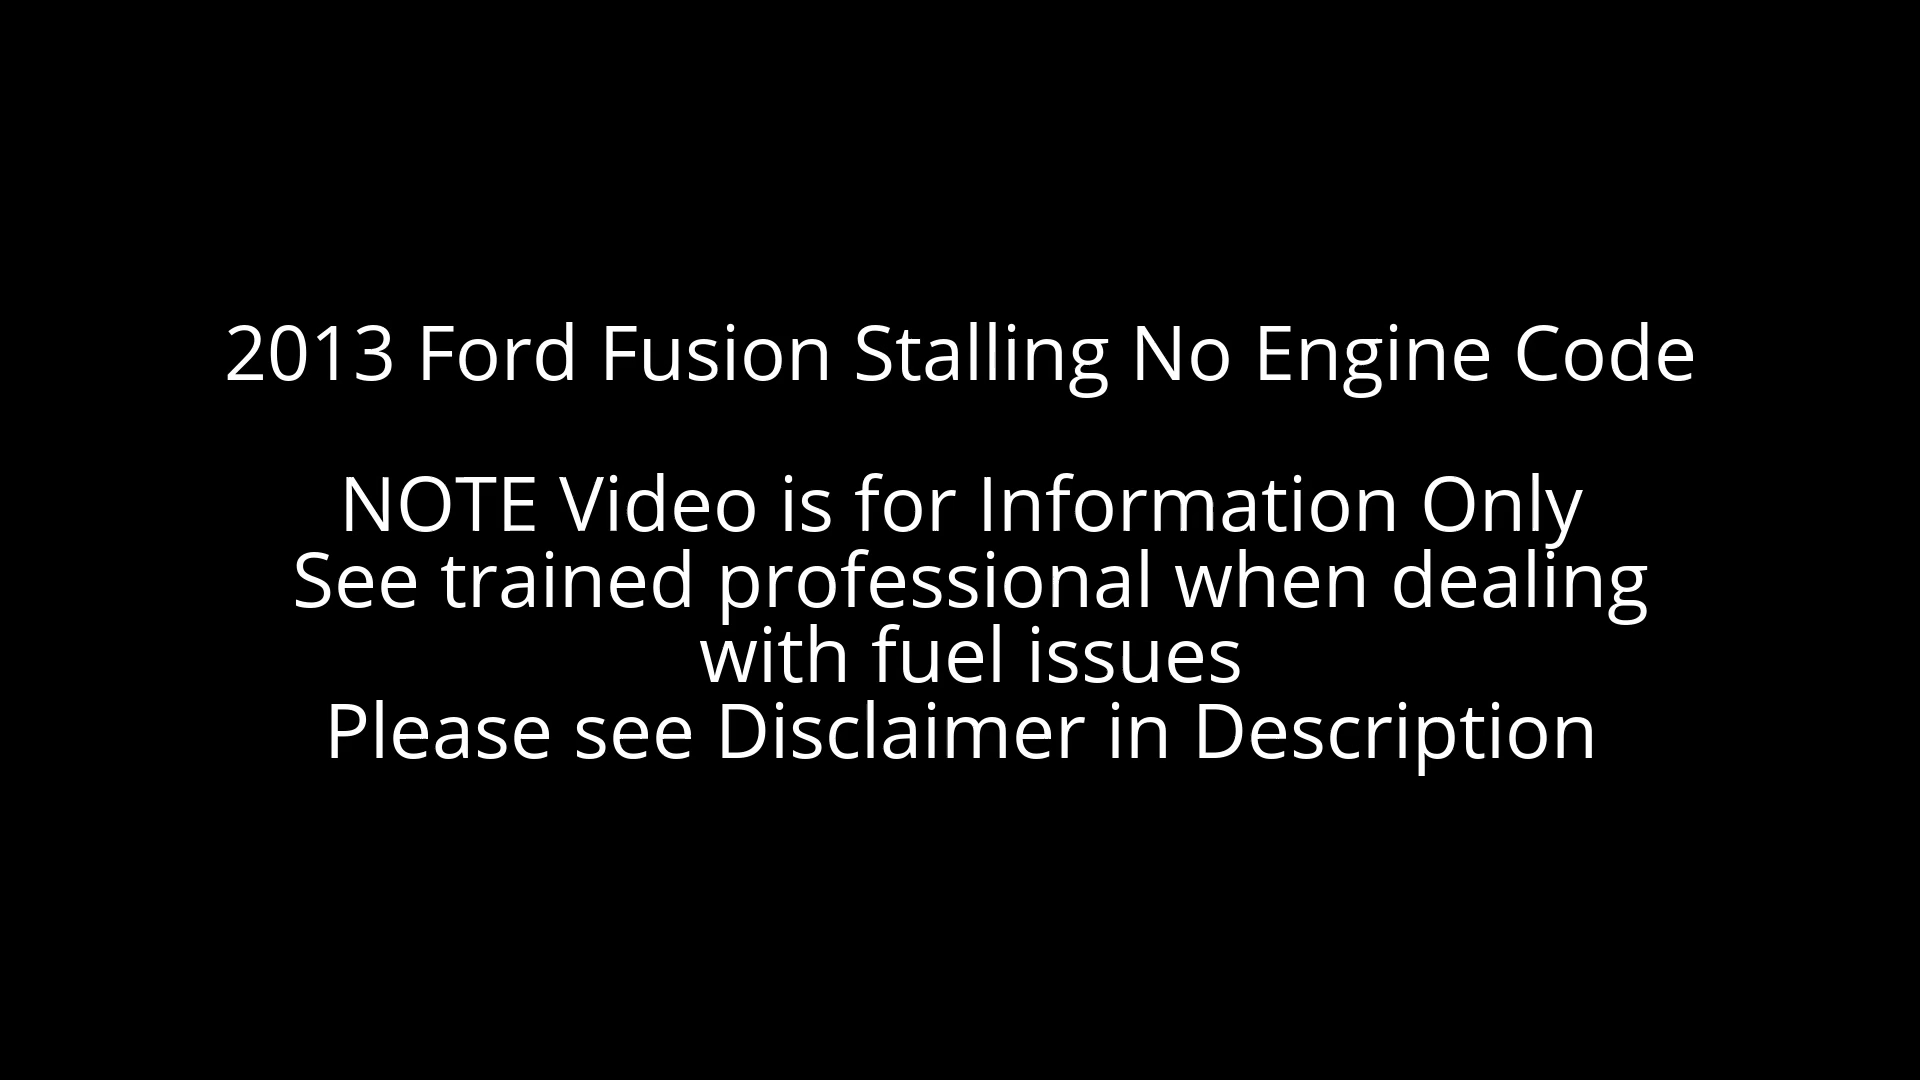 2013 Ford Fusion Stalling No Engine Code
NOTE Video is for Information Only
See trained professional when dealing
with fuel issues
Please see Disclaimer in Description